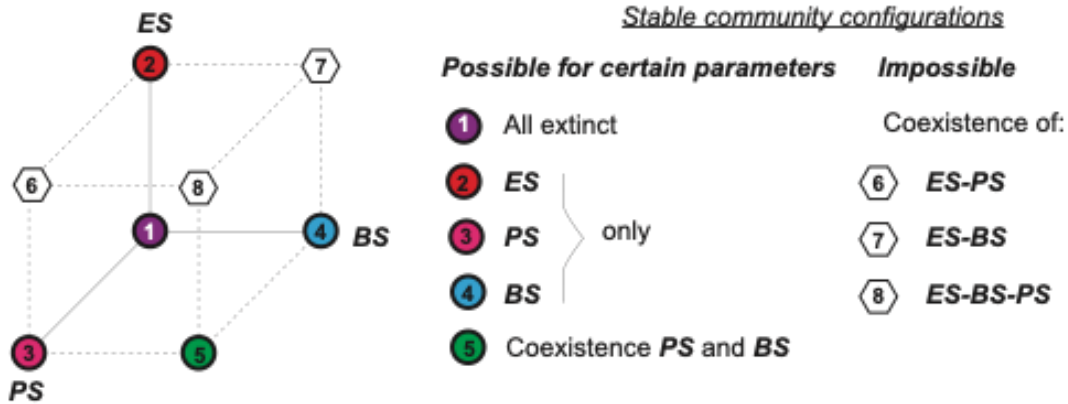 ES
2
7
6
8
1
4
BS
3
5
PS
Stable community configurations
Possible for certain parameters
Impossible
1 All extinct
Coexistence of:
2 ES
6 ES-PS
3 PS
only
7 ES-BS
4 BS
8 ES-BS-PS
5 Coexistence PS and BS